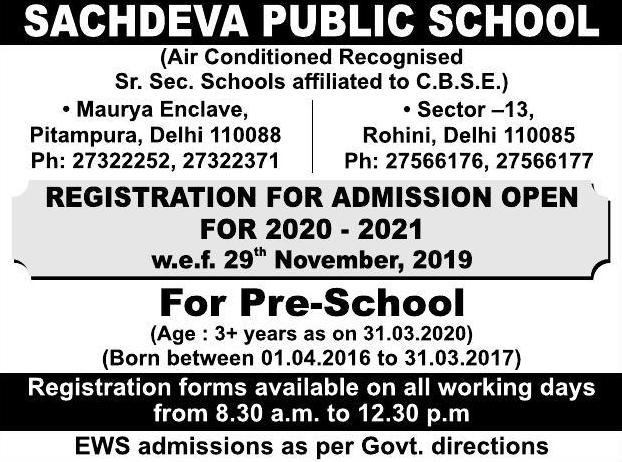 SACHDEVA PUBLIC SCHOOL
(Air Conditioned Recognised
Sr. Sec. Schools affiliated to C.B.S.E.)
• Maurya Enclave,
Pitampura, Delhi 110088
Ph: 27322252, 27322371
• Sector –13,
Rohini, Delhi 110085
Ph: 27566176, 27566177
REGISTRATION FOR ADMISSION OPEN
FOR 2020 - 2021
w.e.f. 29th November, 2019
For Pre-School
(Age : 3+ years as on 31.03.2020)
(Born between 01.04.2016 to 31.03.2017)
Registration forms available on all working days
from 8.30 a.m. to 12.30 p.m
EWS admissions as per Govt. directions